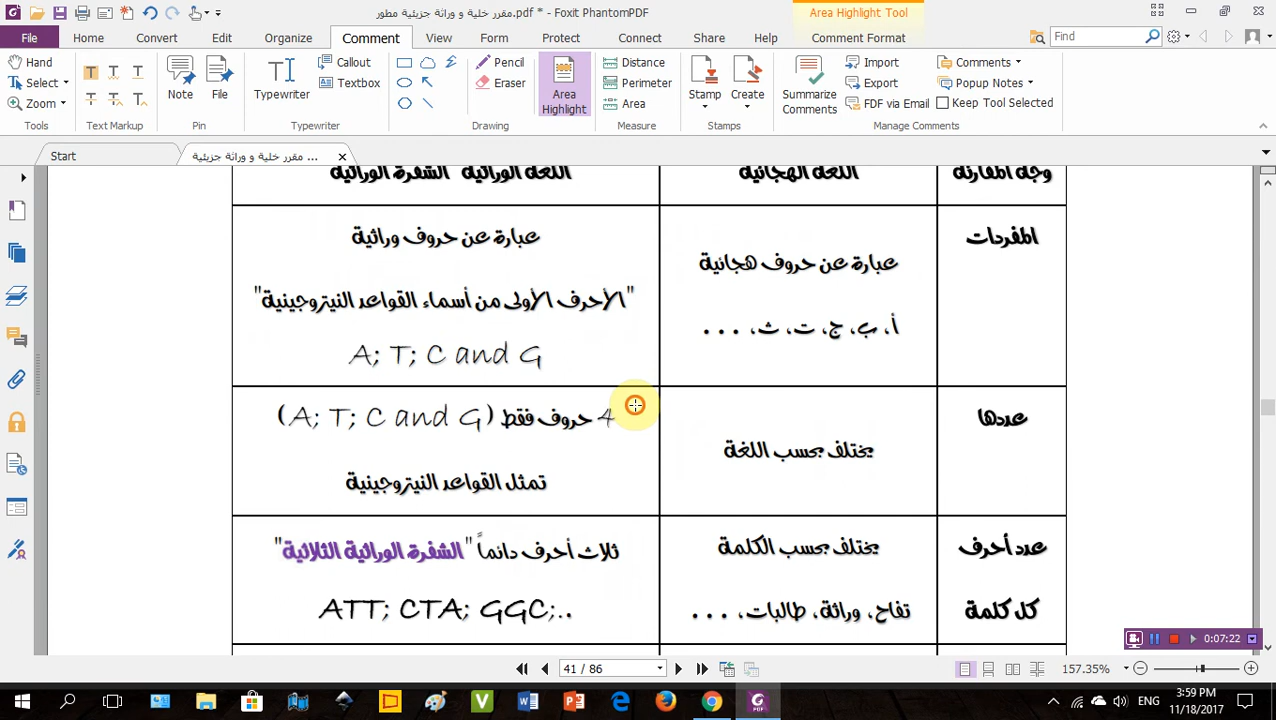 مقرر خلية و وراثة جزيئية مطور.pdf * - Foxit PhantomPDF
Area Highlight Tool
File Home Convert Edit Organize Comment View Form Protect Connect Share Help Comment Format Find
Hand
Select
Zoom
Tools
Text Markup
Note
File
Pin
Typewriter
Callout
Textbox
Typewriter
Pencil
Eraser
Drawing
Area Highlight
Distance
Perimeter
Area
Measure
Stamp
Create
Stamps
Summarize Comments
Import
Export
FDF via Email
Comments
Popup Notes
Keep Tool Selected
Manage Comments
Start
مقرر خلية و وراثة جزيئية ...
وجه المقارنة
اللغة الهجائية
اللغة الوراثية "الشفرة الوراثية
المفردات
عبارة عن حروف هجائية
أ، ب، ج، ت، ث، ...
عبارة عن حروف وراثية
"الأحرف الأولى من أسماء القواعد النيتروجينية"
A; T; C and G
عددها
يختلف بحسب اللغة
4 حروف فقط (A; T; C and G)
تمثل القواعد النيتروجينية
عدد أحرف
كل كلمة
يختلف بحسب الكلمة
تفاح، وراثة، طالبات، ...
ثلاث أحرف دائماً "الشفرة الوراثية الثلاثية"
ATT; CTA; GGC;..
0:07:22
41 / 86
157.35%
ENG
3:59 PM
11/18/2017